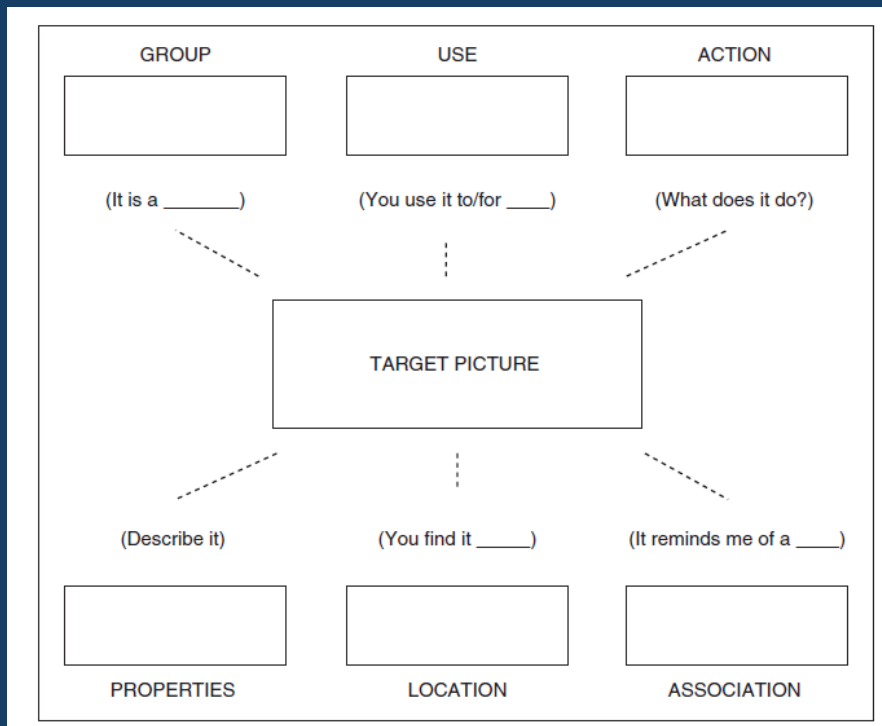 GROUP USE ACTION
(It is a _______) (You use it to/for ____) (What does it do?)
TARGET PICTURE
(Describe it) (You find it _____) (It reminds me of a ____)
PROPERTIES LOCATION ASSOCIATION